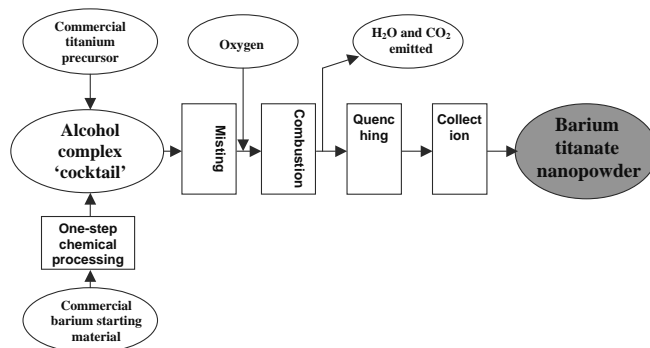 Commercial
titanium
precursor
Oxygen
H₂O and CO₂
emitted
Alcohol
complex
‘cocktail’
Misting
Combustion
Quenc
hing
Collect
ion
Barium
titanate
nanopowder
One-step
chemical
processing
Commercial
barium starting
material